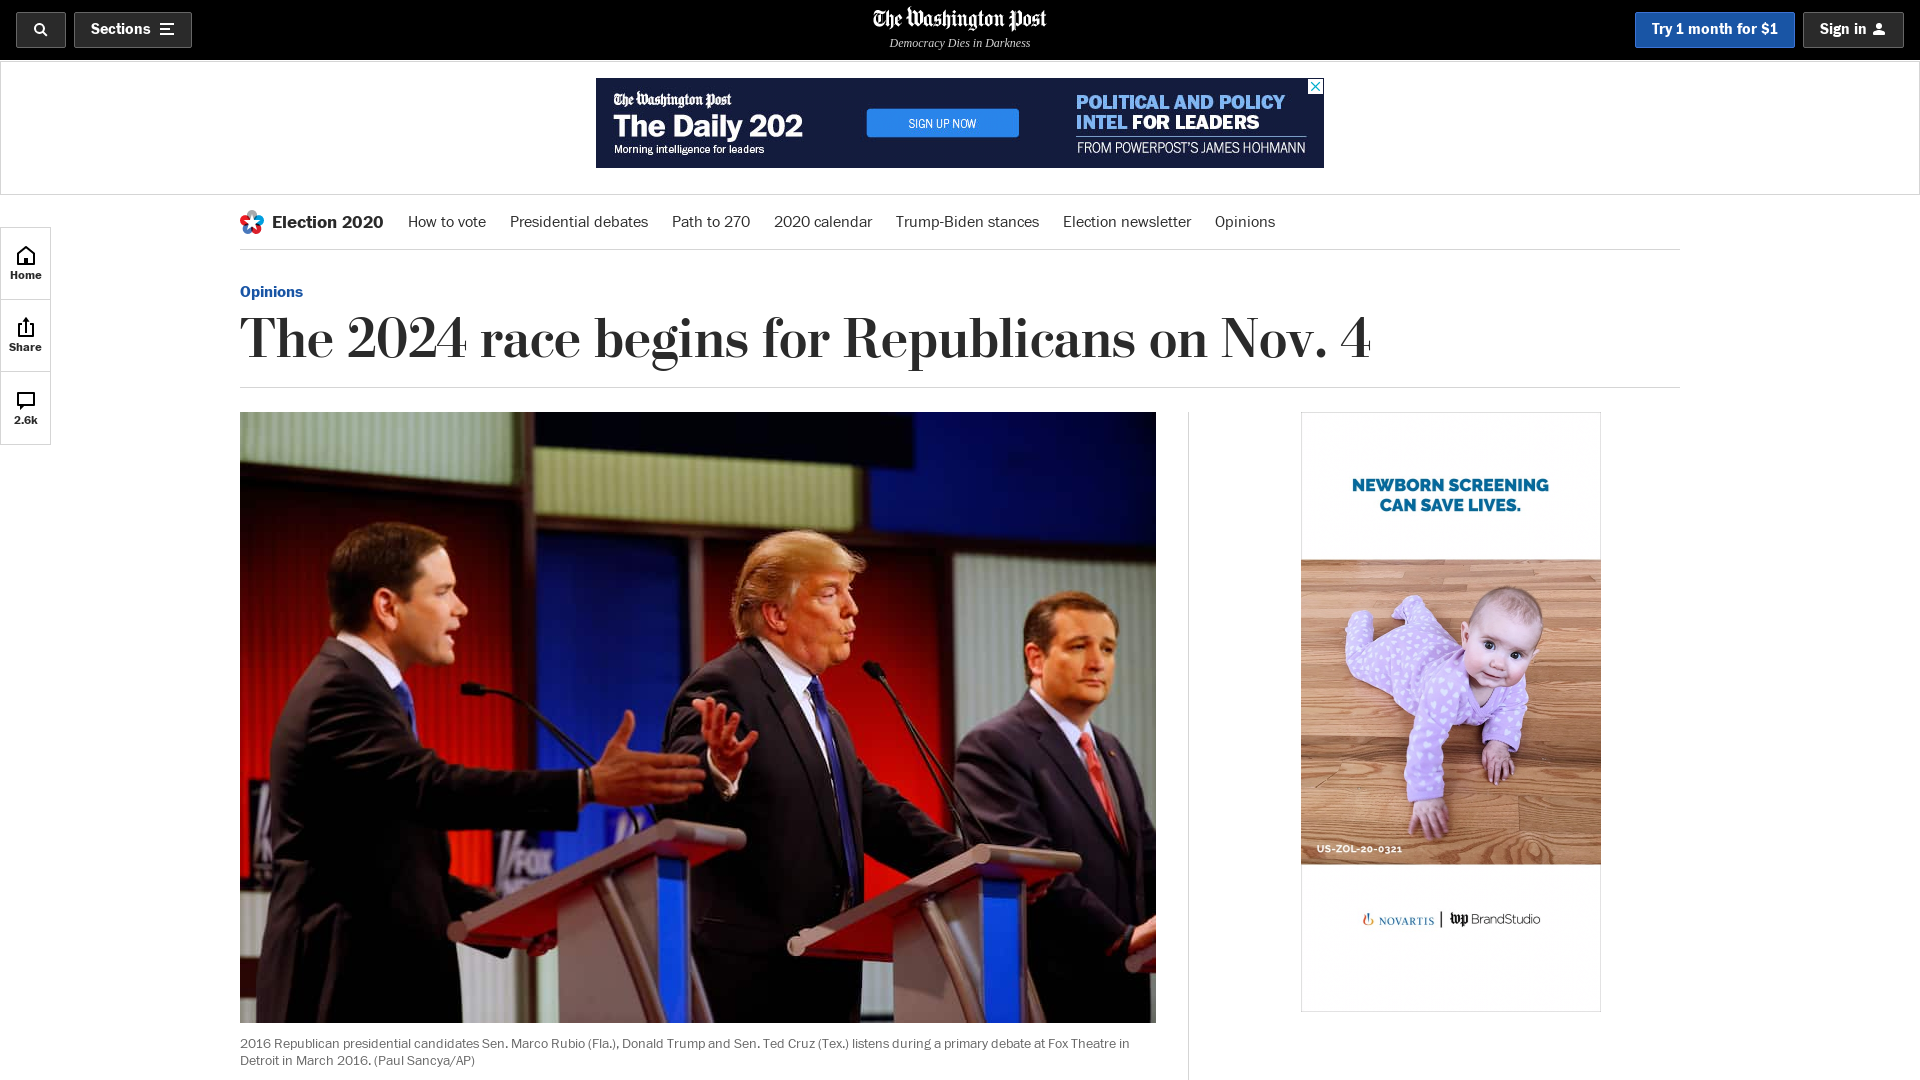 Sections
The Washington Post
Democracy Dies in Darkness
Try 1 month for $1
Sign in
The Washington Post
The Daily 202
Morning intelligence for leaders
SIGN UP NOW
POLITICAL AND POLICY
INTEL FOR LEADERS
FROM POWERPOST'S JAMES HOHMANN
Election 2020
How to vote
Presidential debates
Path to 270
2020 calendar
Trump-Biden stances
Election newsletter
Opinions
Home
Share
2.6k
Opinions
The 2024 race begins for Republicans on Nov. 4
FOX
NEWBORN SCREENING
CAN SAVE LIVES.
US-ZOL-20-0321
NOVARTIS | wp BrandStudio
2016 Republican presidential candidates Sen. Marco Rubio (Fla.), Donald Trump and Sen. Ted Cruz (Tex.) listens during a primary debate at Fox Theatre in
Detroit in March 2016. (Paul Sancya/AP)